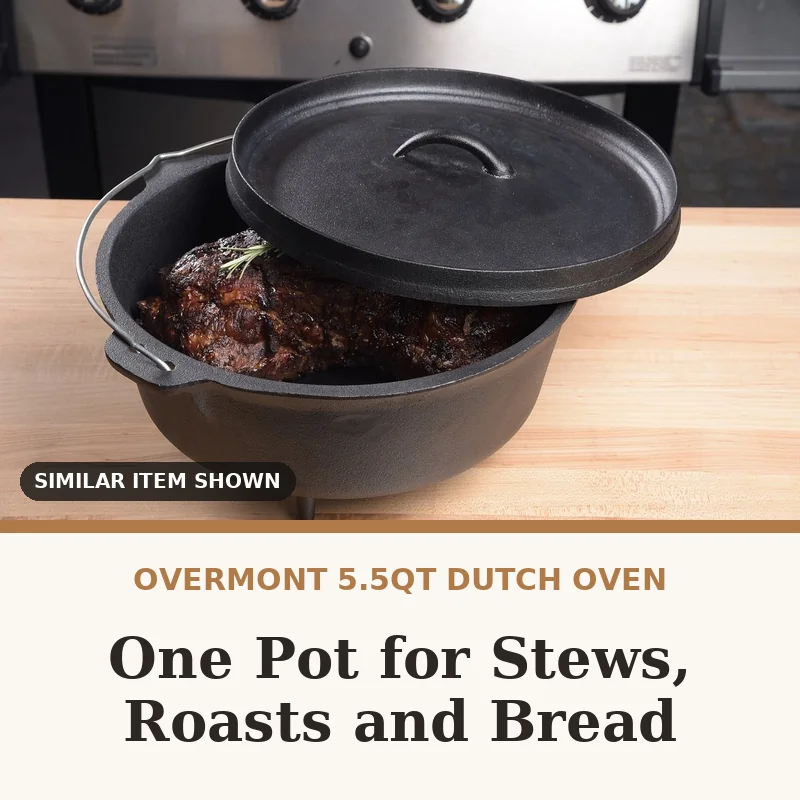 SIMILAR ITEM SHOWN
OVERMONT 5.5QT DUTCH OVEN
One Pot for Stews,
Roasts and Bread